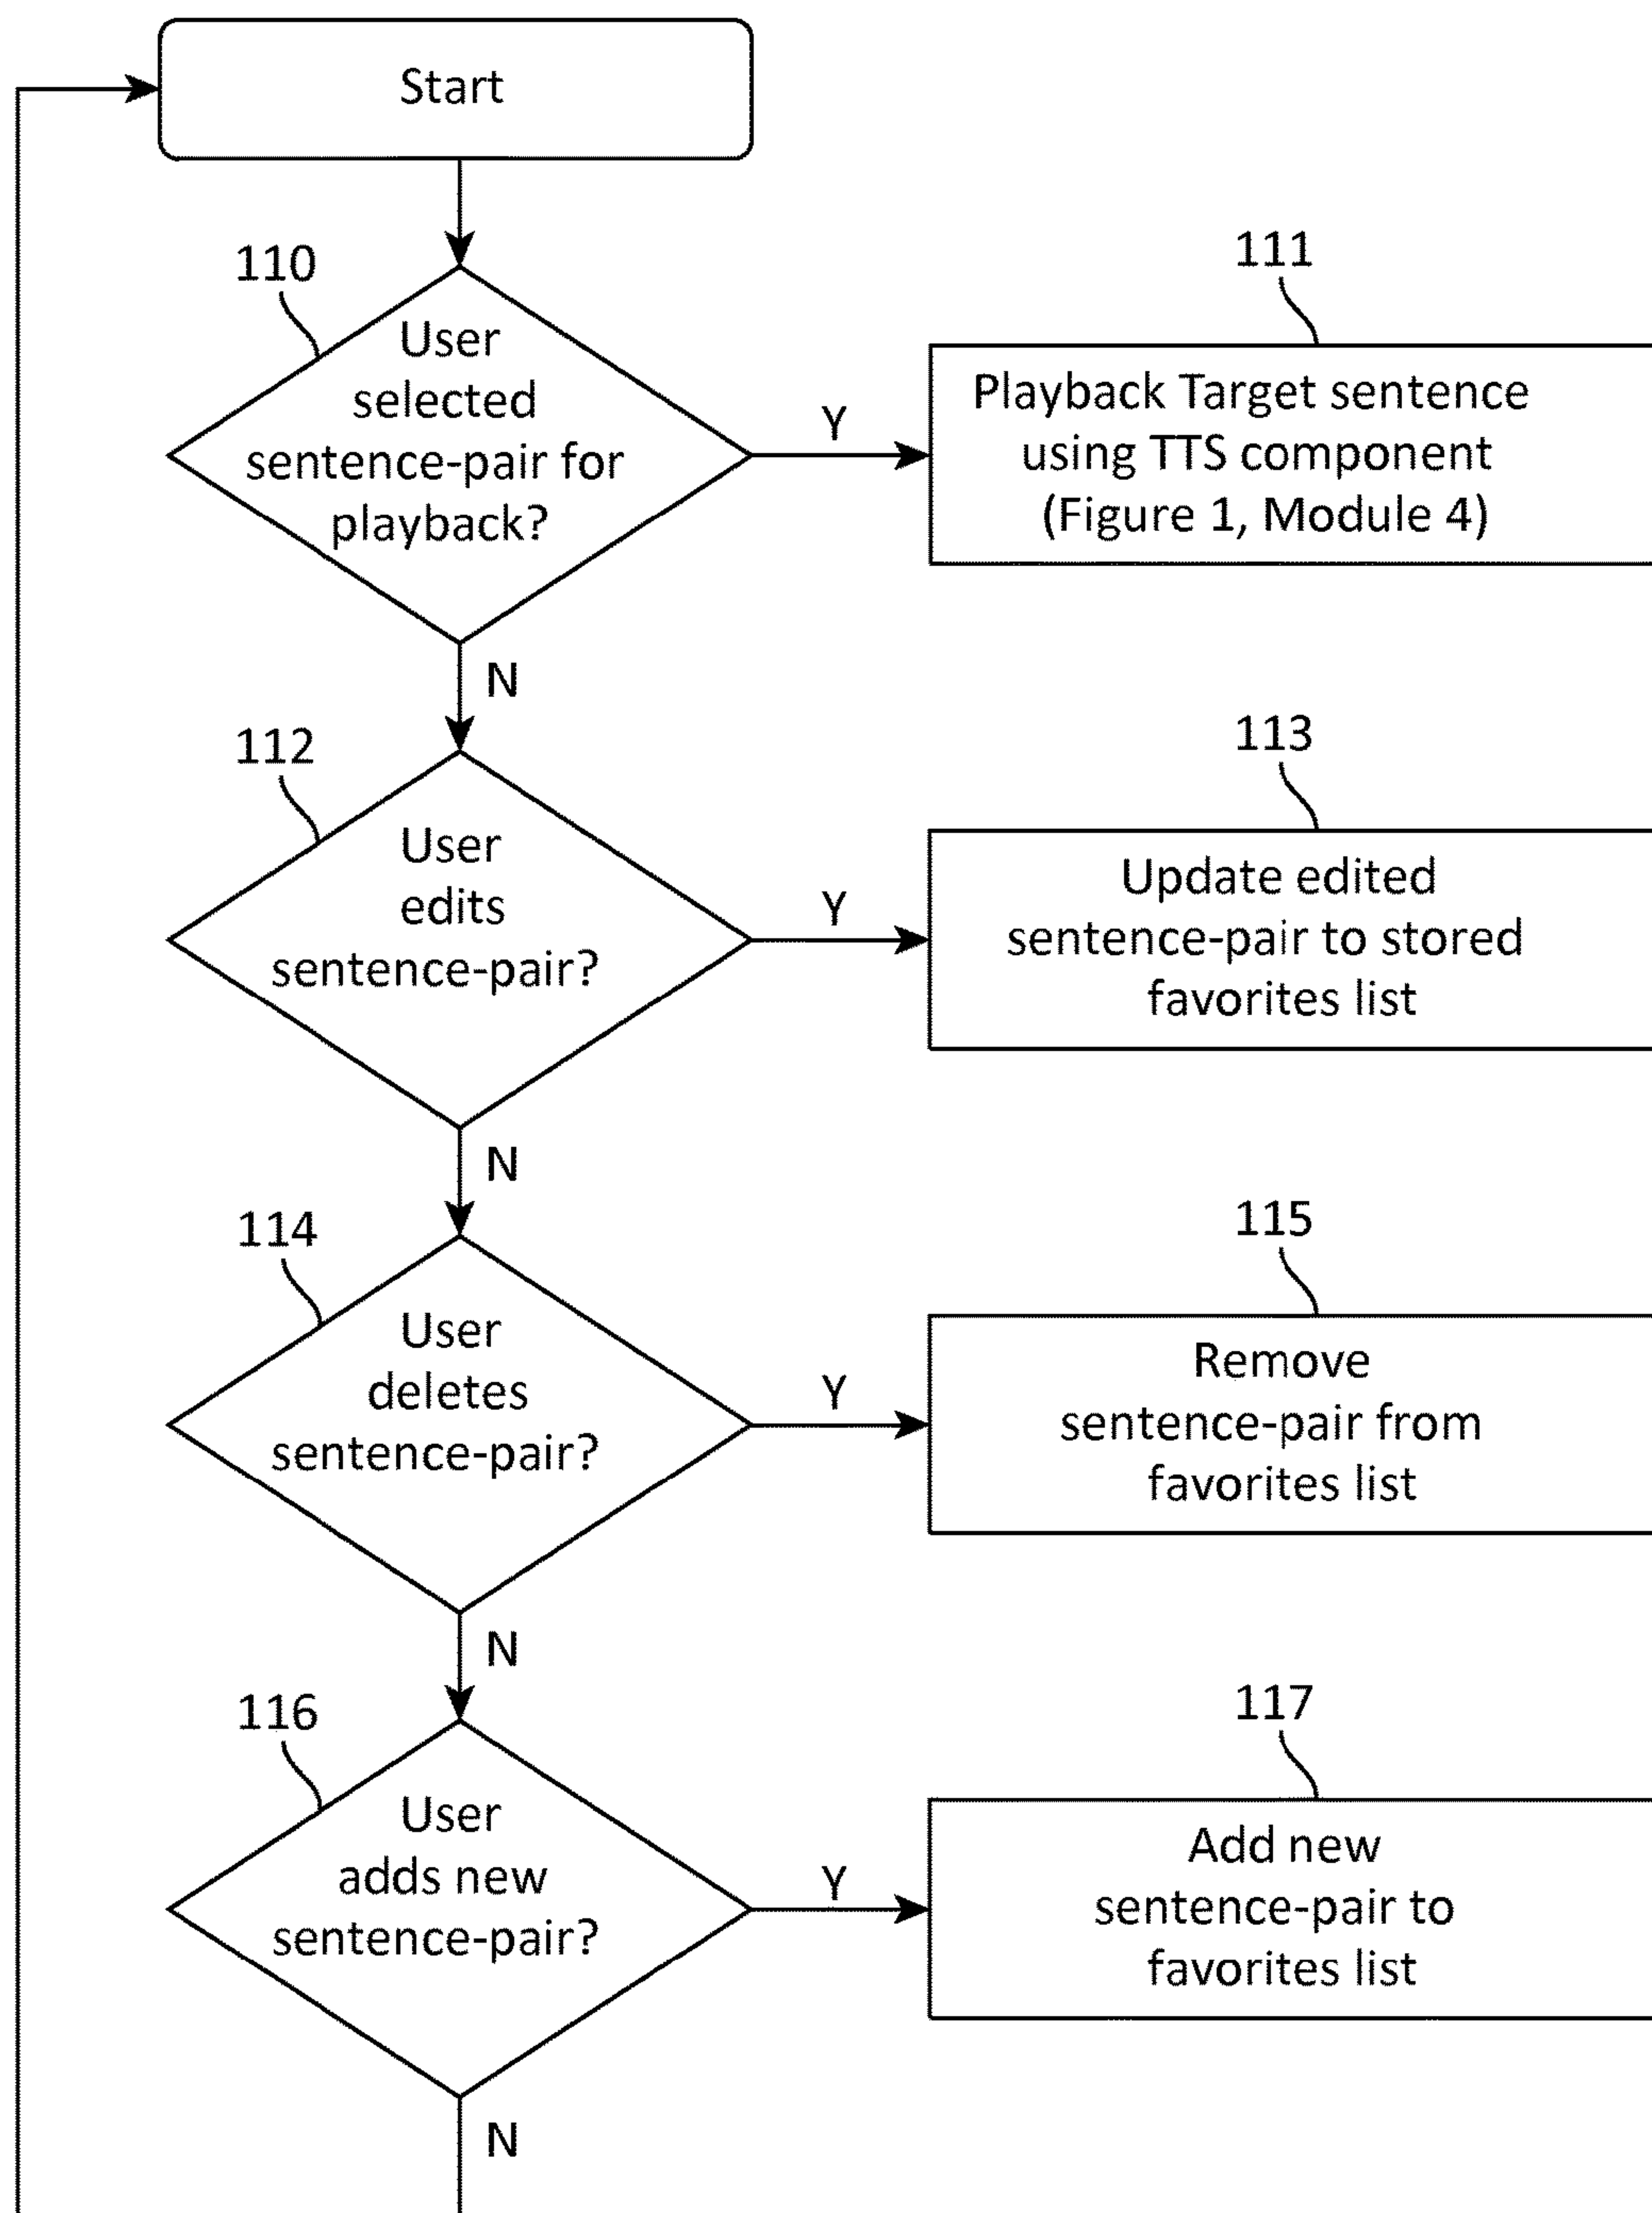 Start
110
User
selected
sentence-pair for
playback?
Y
111
Playback Target sentence
using TTS component
(Figure 1, Module 4)
N
112
User
edits
sentence-pair?
Y
113
Update edited
sentence-pair to stored
favorites list
N
114
User
deletes
sentence-pair?
Y
115
Remove
sentence-pair from
favorites list
N
116
User
adds new
sentence-pair?
Y
117
Add new
sentence-pair to
favorites list
N